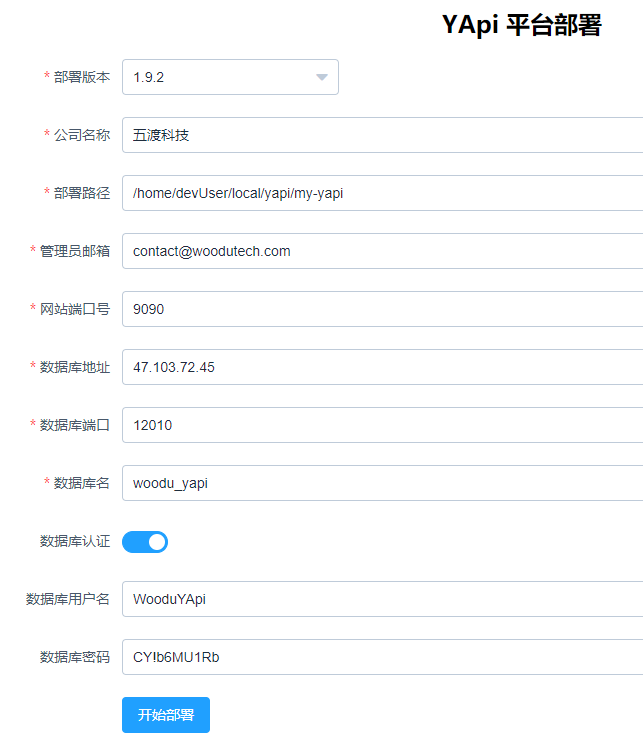 YApi 平台部署
* 部署版本 1.9.2
* 公司名称 五渡科技
* 部署路径 /home/devUser/local/yapi/my-yapi
* 管理员邮箱 contact@woodutech.com
* 网站端口号 9090
* 数据库地址 47.103.72.45
* 数据库端口 12010
* 数据库名 woodu_yapi
数据库认证
数据库用户名 WooduYApi
数据库密码 CY!b6MU1Rb
开始部署